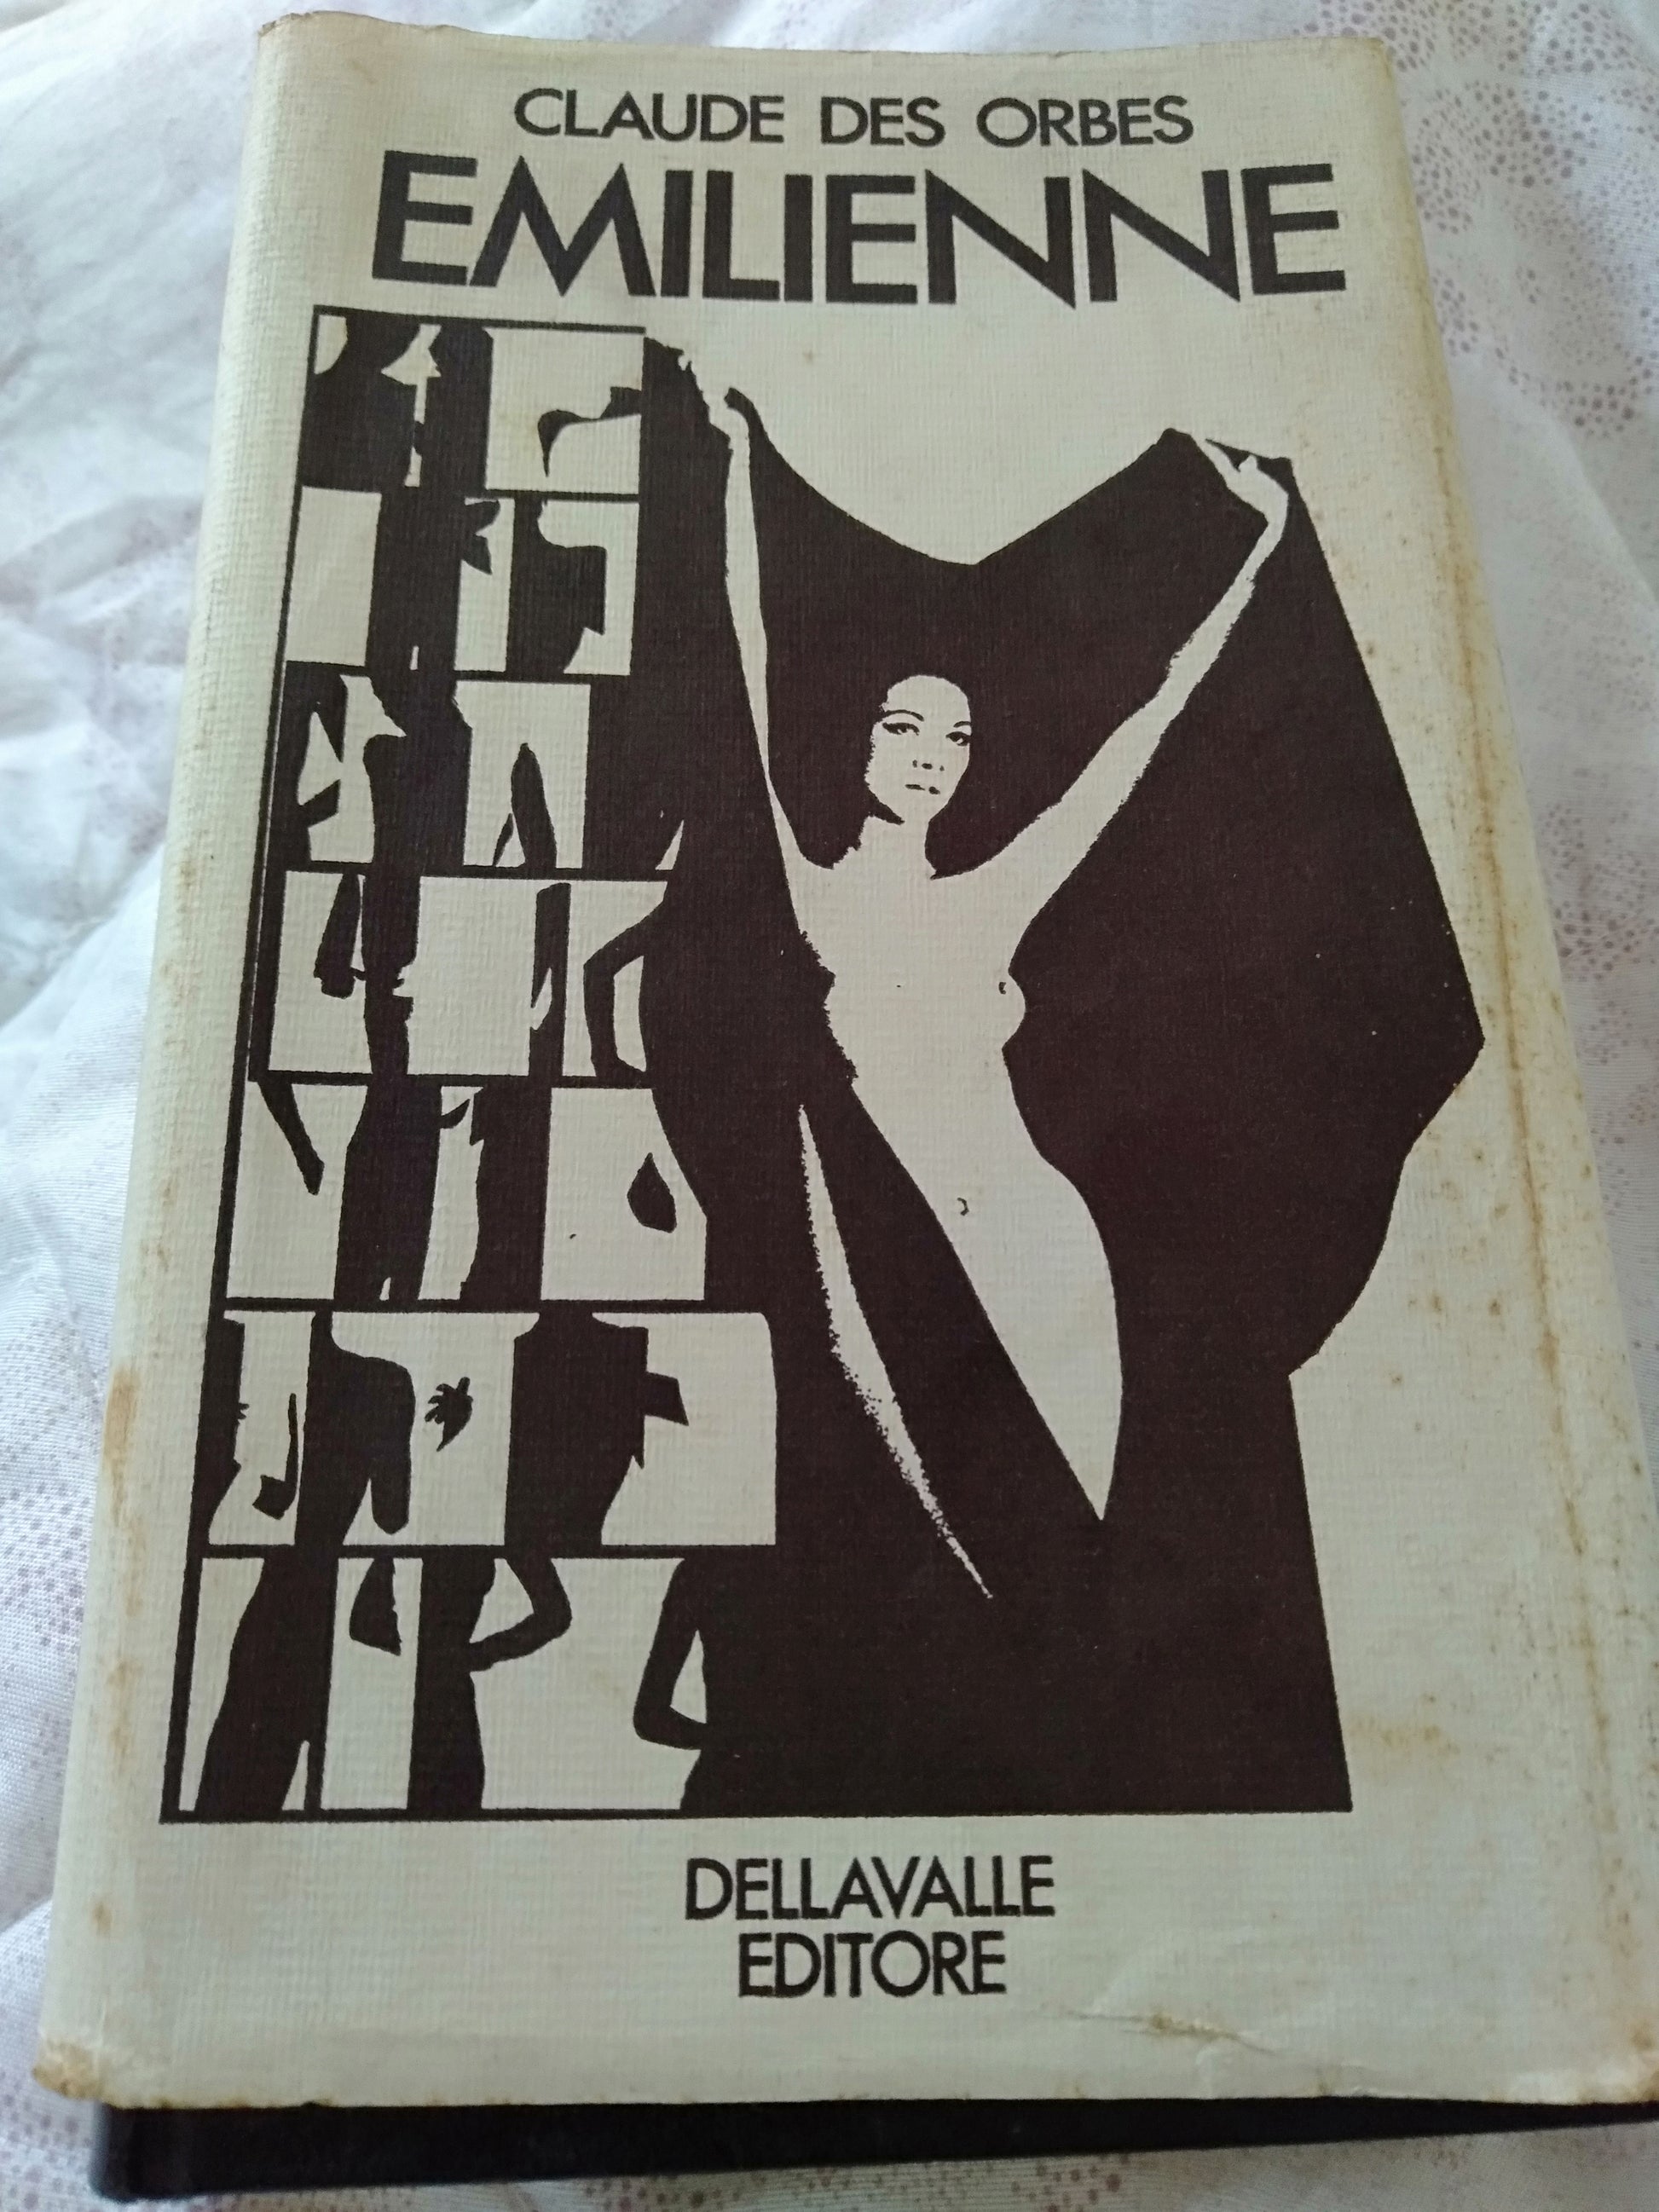 CLAUDE DES ORBES
EMILIENNE
DELLAVALLE
EDITORE